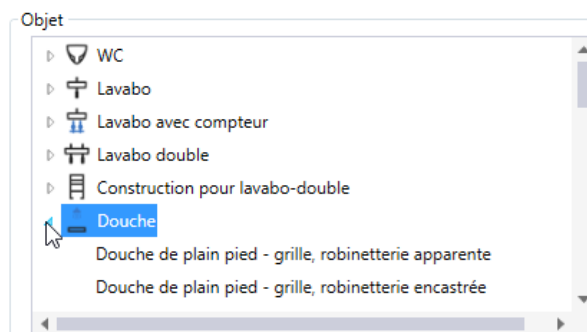 Objet
WC
Lavabo
Lavabo avec compteur
Lavabo double
Construction pour lavabo-double
Douche
Douche de plain pied - grille, robinetterie apparente
Douche de plain pied - grille, robinetterie encastrée